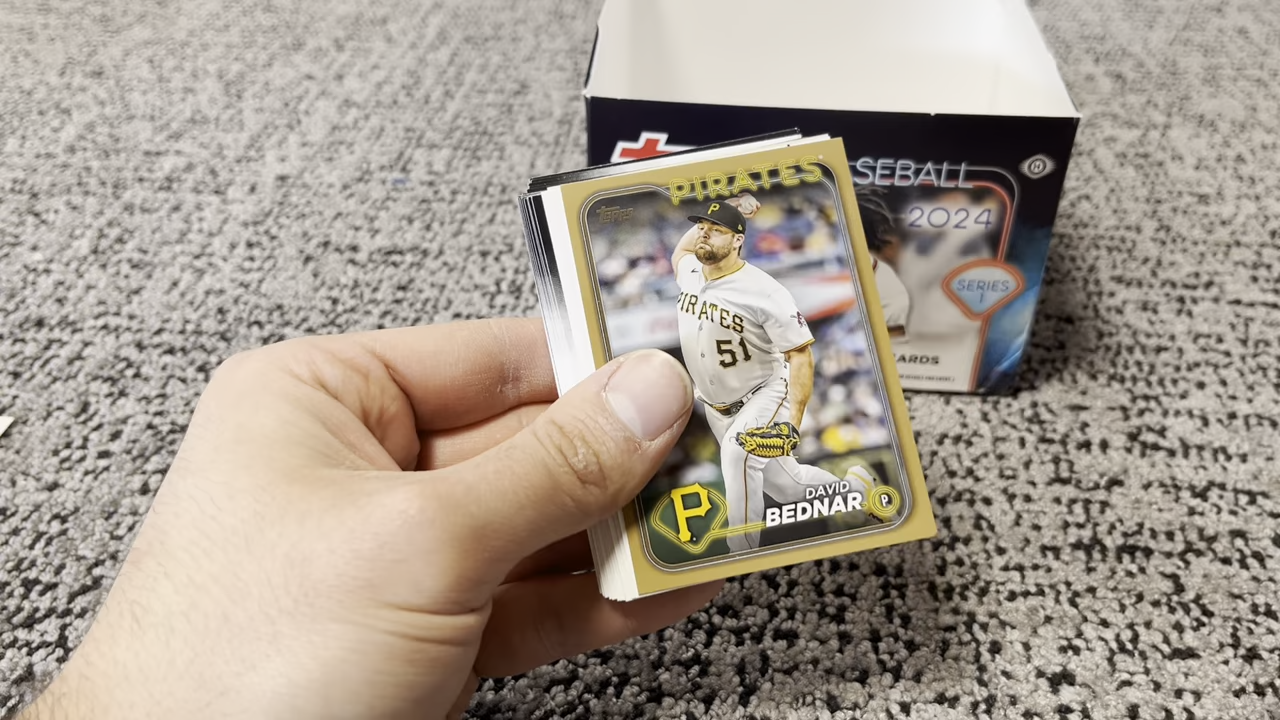 PIRATES
Topps
P
PIRATES
51
P
DAVID
BEDNAR
P
SEBALL
2024
SERIES
1
ARDS